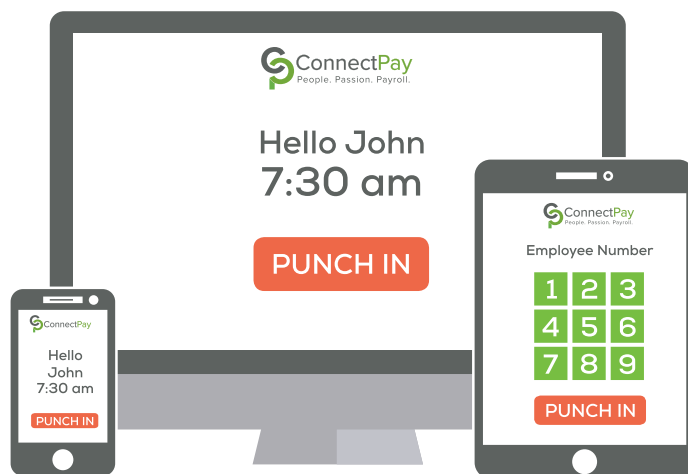 ConnectPay
People. Passion. Payroll.
Hello John
7:30 am
PUNCH IN
ConnectPay
Hello
John
7:30 am
PUNCH IN
ConnectPay
People. Passion. Payroll.
Employee Number
1 2 3
4 5 6
7 8 9
PUNCH IN